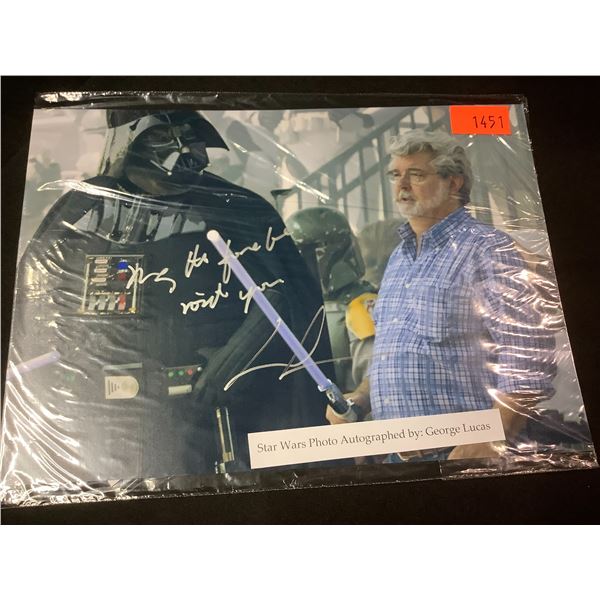 1451
May the force be
with you
Star Wars Photo Autographed by: George Lucas